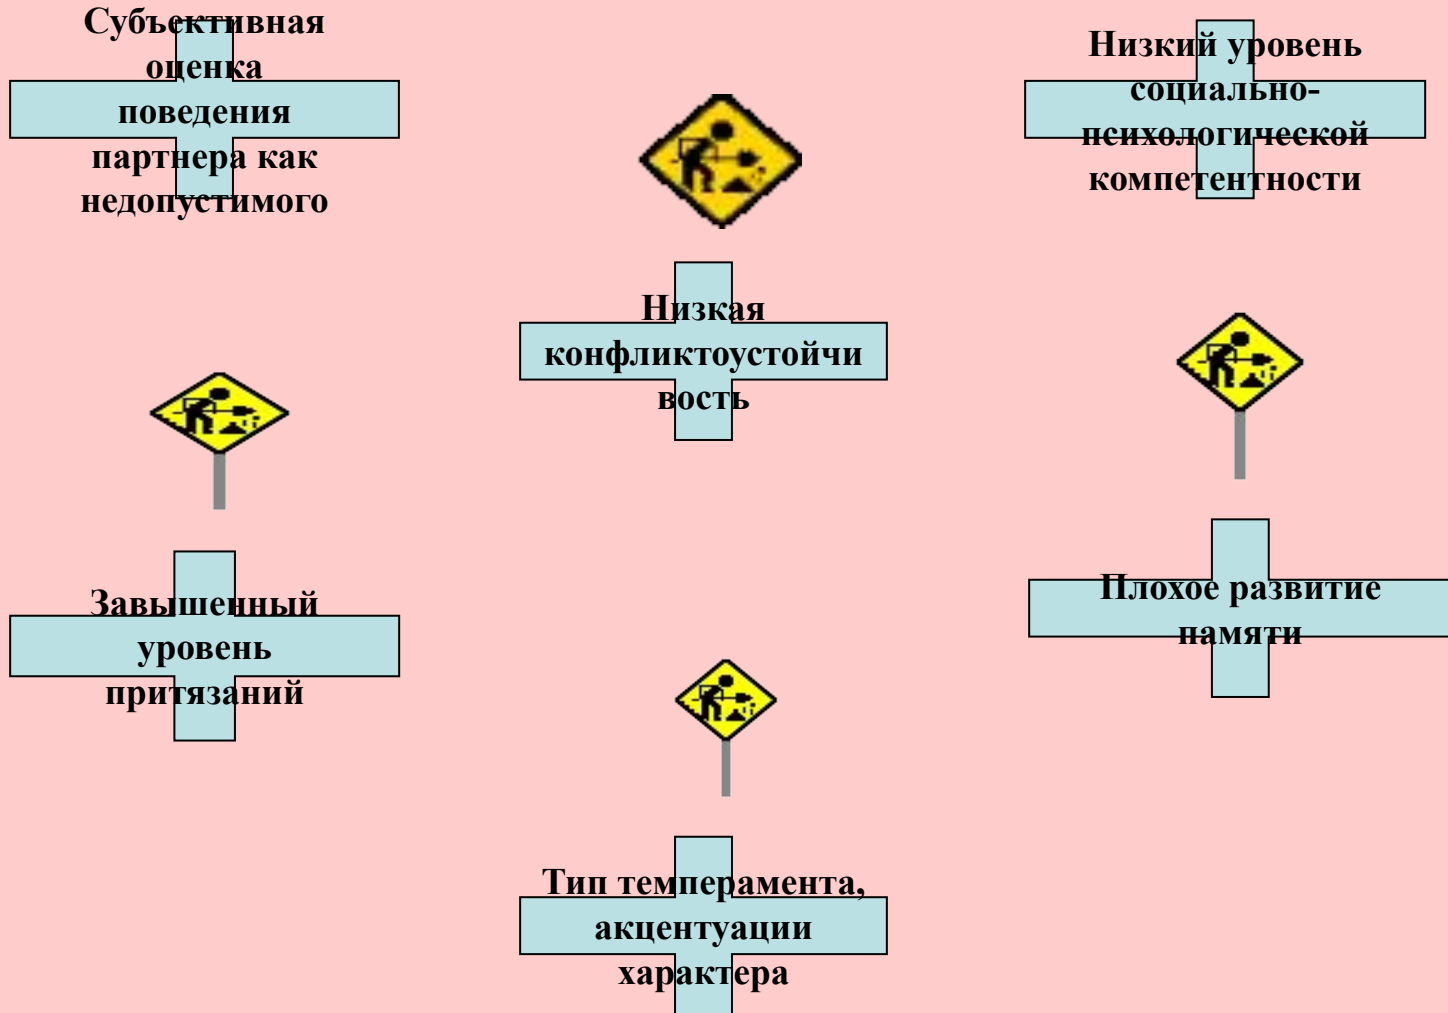 Субъективная
оценка
поведения
партнера как
недопустимого
Низкий уровень
социально-
психологической
компетентности
Низкая
конфликтоустойчи
вость
Завышенный
уровень
притязаний
Плохое развитие
памяти
Тип темперамента,
акцентуации
характера